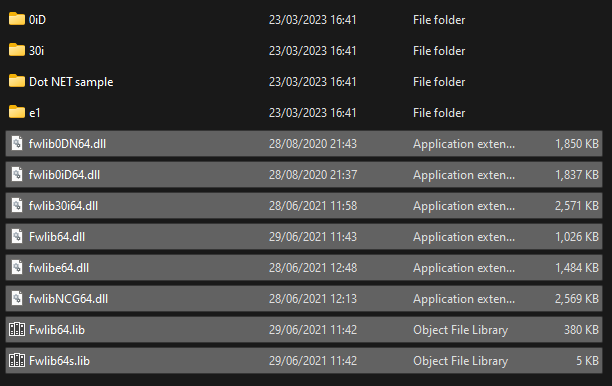 0iD 23/03/2023 16:41 File folder
30i 23/03/2023 16:41 File folder
Dot NET sample 23/03/2023 16:41 File folder
e1 23/03/2023 16:41 File folder
fwlib0DN64.dll 28/08/2020 21:43 Application exten... 1,850 KB
fwlib0iD64.dll 28/08/2020 21:37 Application exten... 1,837 KB
fwlib30i64.dll 28/06/2021 11:58 Application exten... 2,571 KB
Fwlib64.dll 29/06/2021 11:43 Application exten... 1,026 KB
fwlibe64.dll 28/06/2021 12:48 Application exten... 1,484 KB
fwlibNCG64.dll 28/06/2021 12:13 Application exten... 2,569 KB
Fwlib64.lib 29/06/2021 11:42 Object File Library 380 KB
Fwlib64s.lib 29/06/2021 11:42 Object File Library 5 KB